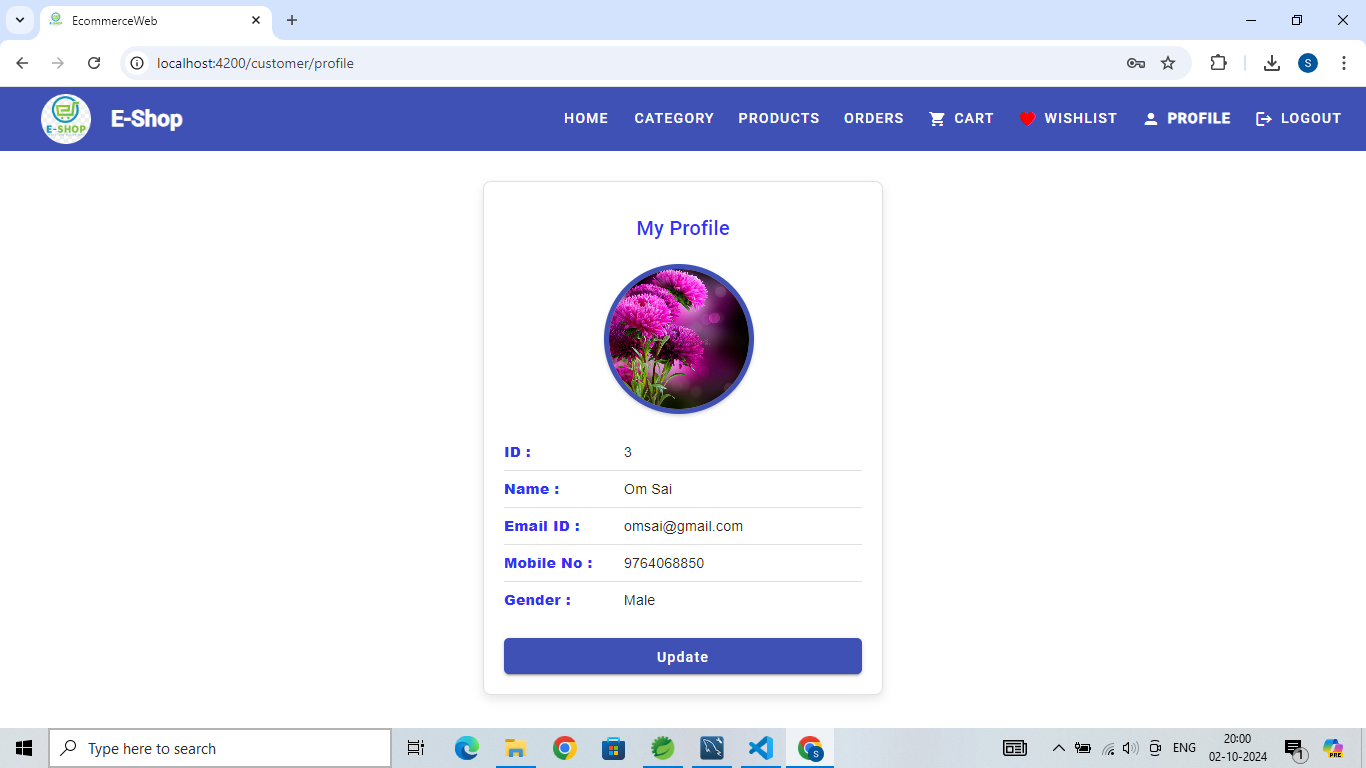 EcommerceWeb
localhost:4200/customer/profile
S
E-SHOP
E-Shop
HOME CATEGORY PRODUCTS ORDERS CART WISHLIST PROFILE LOGOUT
My Profile
ID : 3
Name : Om Sai
Email ID : omsai@gmail.com
Mobile No : 9764068850
Gender : Male
Update
Type here to search
S
ENG
20:00
02-10-2024
1
PRE